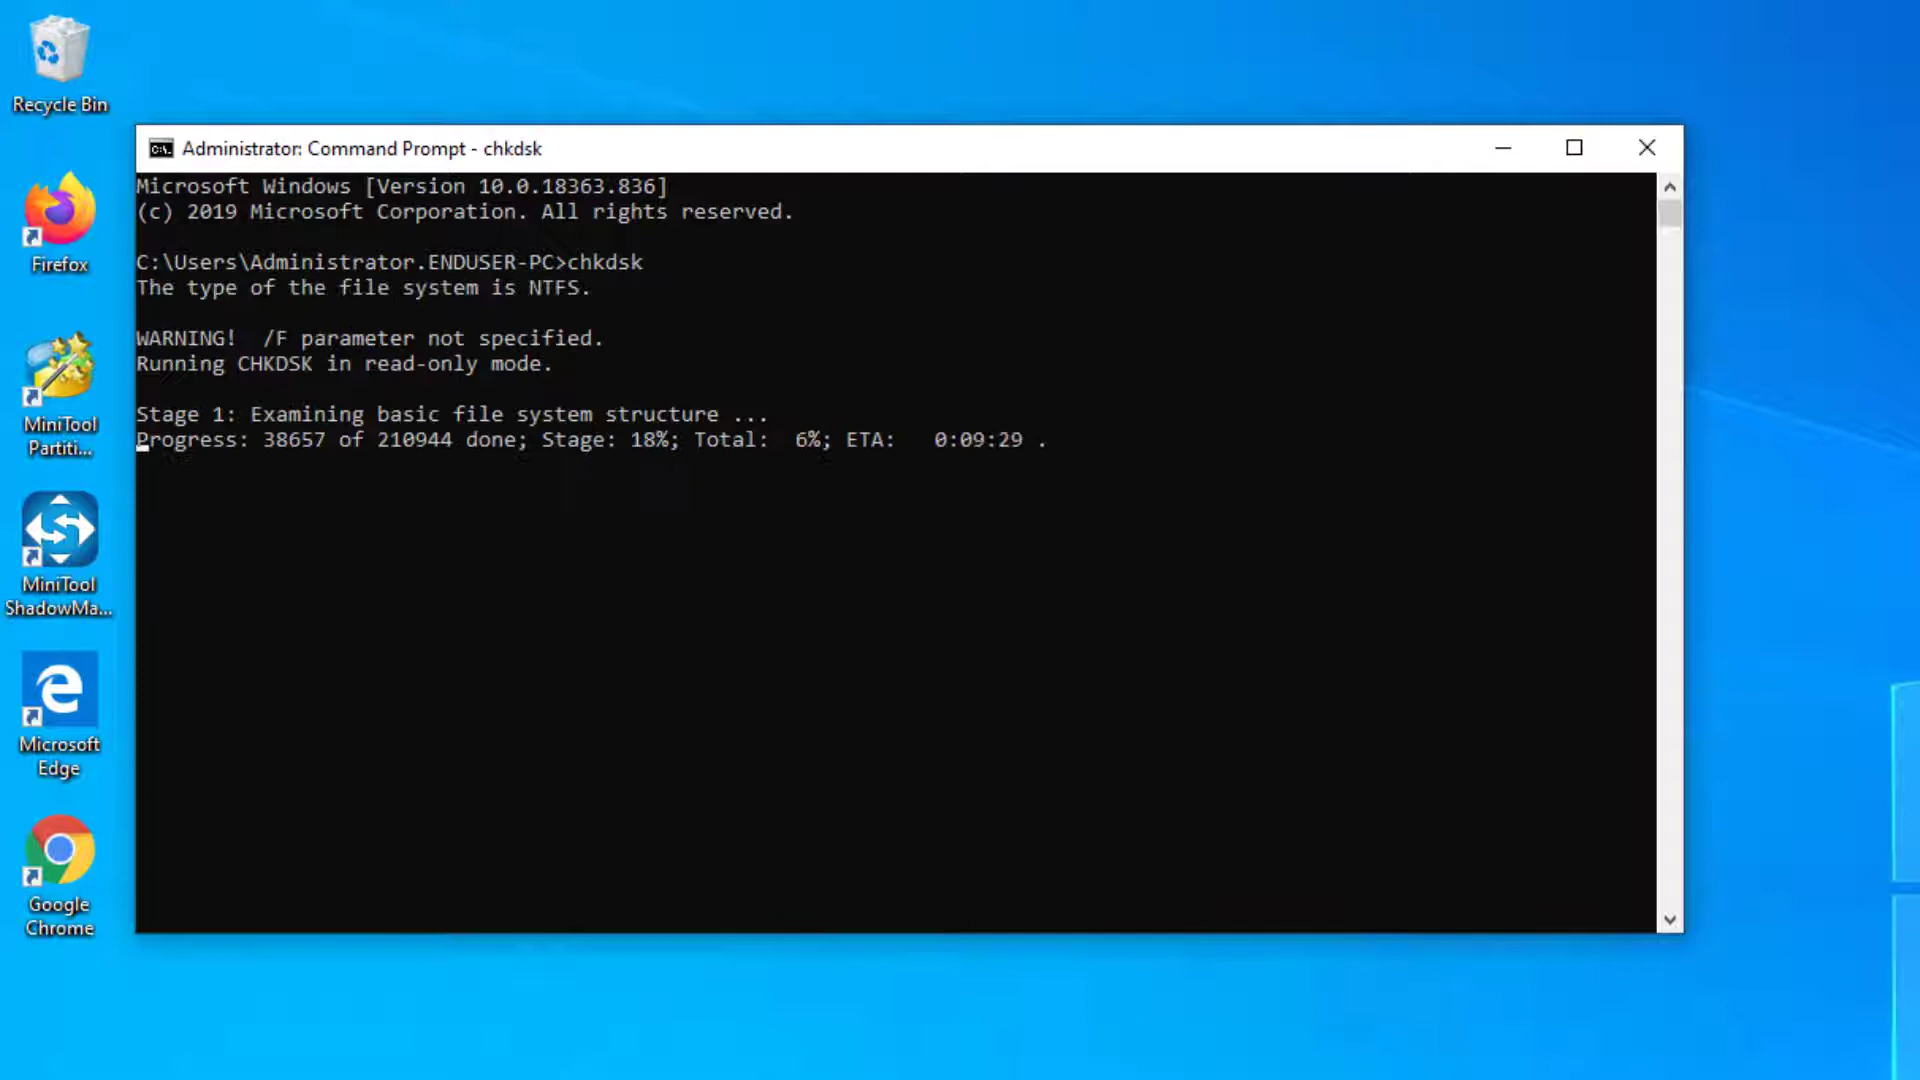 Recycle Bin
Firefox
MiniTool
Partiti...
MiniTool
ShadowMa...
Microsoft
Edge
Google
Chrome
C:\.
Administrator: Command Prompt - chkdsk
Microsoft Windows [Version 10.0.18363.836]
(c) 2019 Microsoft Corporation. All rights reserved.
C:\Users\Administrator.ENDUSER-PC>chkdsk
The type of the file system is NTFS.
WARNING!  /F parameter not specified.
Running CHKDSK in read-only mode.
Stage 1: Examining basic file system structure ...
Progress: 38657 of 210944 done; Stage: 18%; Total:  6%; ETA:   0:09:29 .